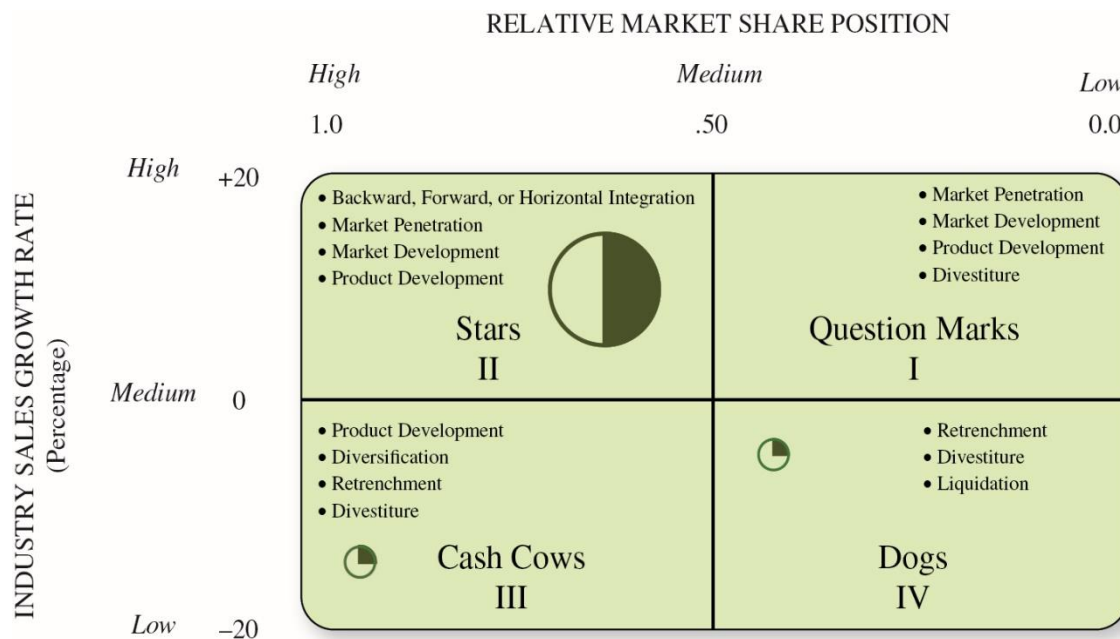 RELATIVE MARKET SHARE POSITION
High
Medium
Low
1.0
.50
0.0
INDUSTRY SALES GROWTH RATE
(Percentage)
High
+20
Medium
0
Low
–20
• Backward, Forward, or Horizontal Integration
• Market Penetration
• Market Development
• Product Development
Stars
II
• Market Penetration
• Market Development
• Product Development
• Divestiture
Question Marks
I
• Product Development
• Diversification
• Retrenchment
• Divestiture
Cash Cows
III
• Retrenchment
• Divestiture
• Liquidation
Dogs
IV